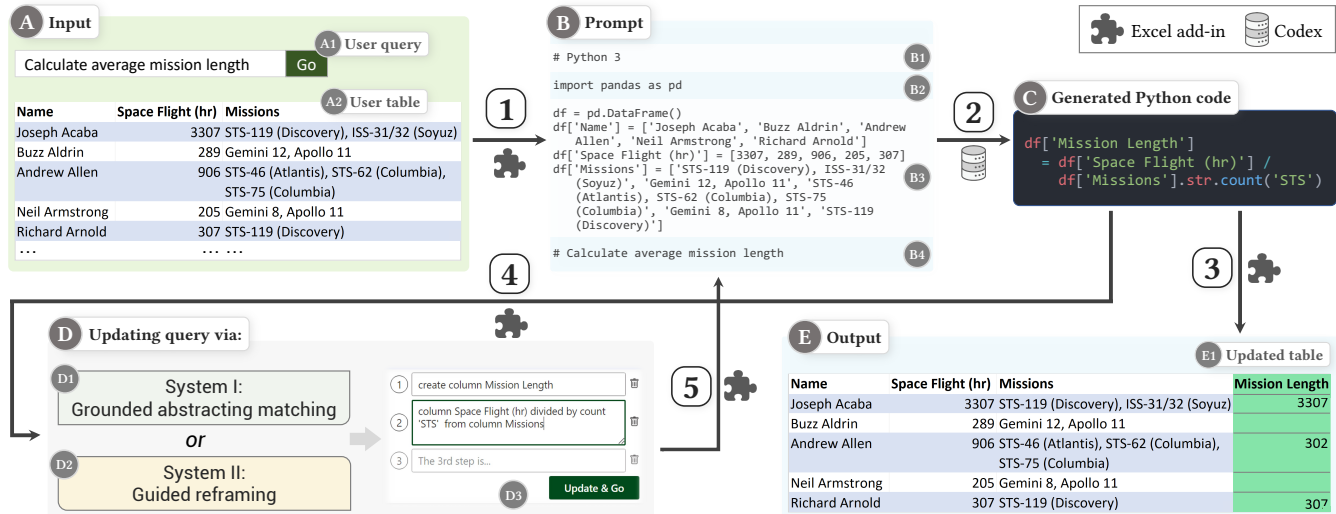 A Input
A1 User query
Calculate average mission length Go
A2 User table
Name Space Flight (hr) Missions
Joseph Acaba 3307 STS-119 (Discovery), ISS-31/32 (Soyuz)
Buzz Aldrin 289 Gemini 12, Apollo 11
Andrew Allen 906 STS-46 (Atlantis), STS-62 (Columbia),
STS-75 (Columbia)
Neil Armstrong 205 Gemini 8, Apollo 11
Richard Arnold 307 STS-119 (Discovery)
... ... ...
1
B Prompt
# Python 3
B1
import pandas as pd
B2
df = pd.DataFrame()
df['Name'] = ['Joseph Acaba', 'Buzz Aldrin', 'Andrew
Allen', 'Neil Armstrong', 'Richard Arnold']
df['Space Flight (hr)'] = [3307, 289, 906, 205, 307]
df['Missions'] = ['STS-119 (Discovery), ISS-31/32
(Soyuz)', 'Gemini 12, Apollo 11', 'STS-46
(Atlantis), STS-62 (Columbia), STS-75
(Columbia)', 'Gemini 8, Apollo 11', 'STS-119
(Discovery)']
B3
# Calculate average mission length
B4
2
Excel add-in Codex
C Generated Python code
df['Mission Length']
= df['Space Flight (hr)'] /
df['Missions'].str.count('STS')
3
4
D Updating query via:
D1
System I:
Grounded abstracting matching
or
D2
System II:
Guided reframing
1 create column Mission Length
2 column Space Flight (hr) divided by count
'STS' from column Missions
3 The 3rd step is...
D3
Update & Go
5
E Output
E1 Updated table
Name Space Flight (hr) Missions Mission Length
Joseph Acaba 3307 STS-119 (Discovery), ISS-31/32 (Soyuz) 3307
Buzz Aldrin 289 Gemini 12, Apollo 11
Andrew Allen 906 STS-46 (Atlantis), STS-62 (Columbia), 302
STS-75 (Columbia)
Neil Armstrong 205 Gemini 8, Apollo 11
Richard Arnold 307 STS-119 (Discovery) 307